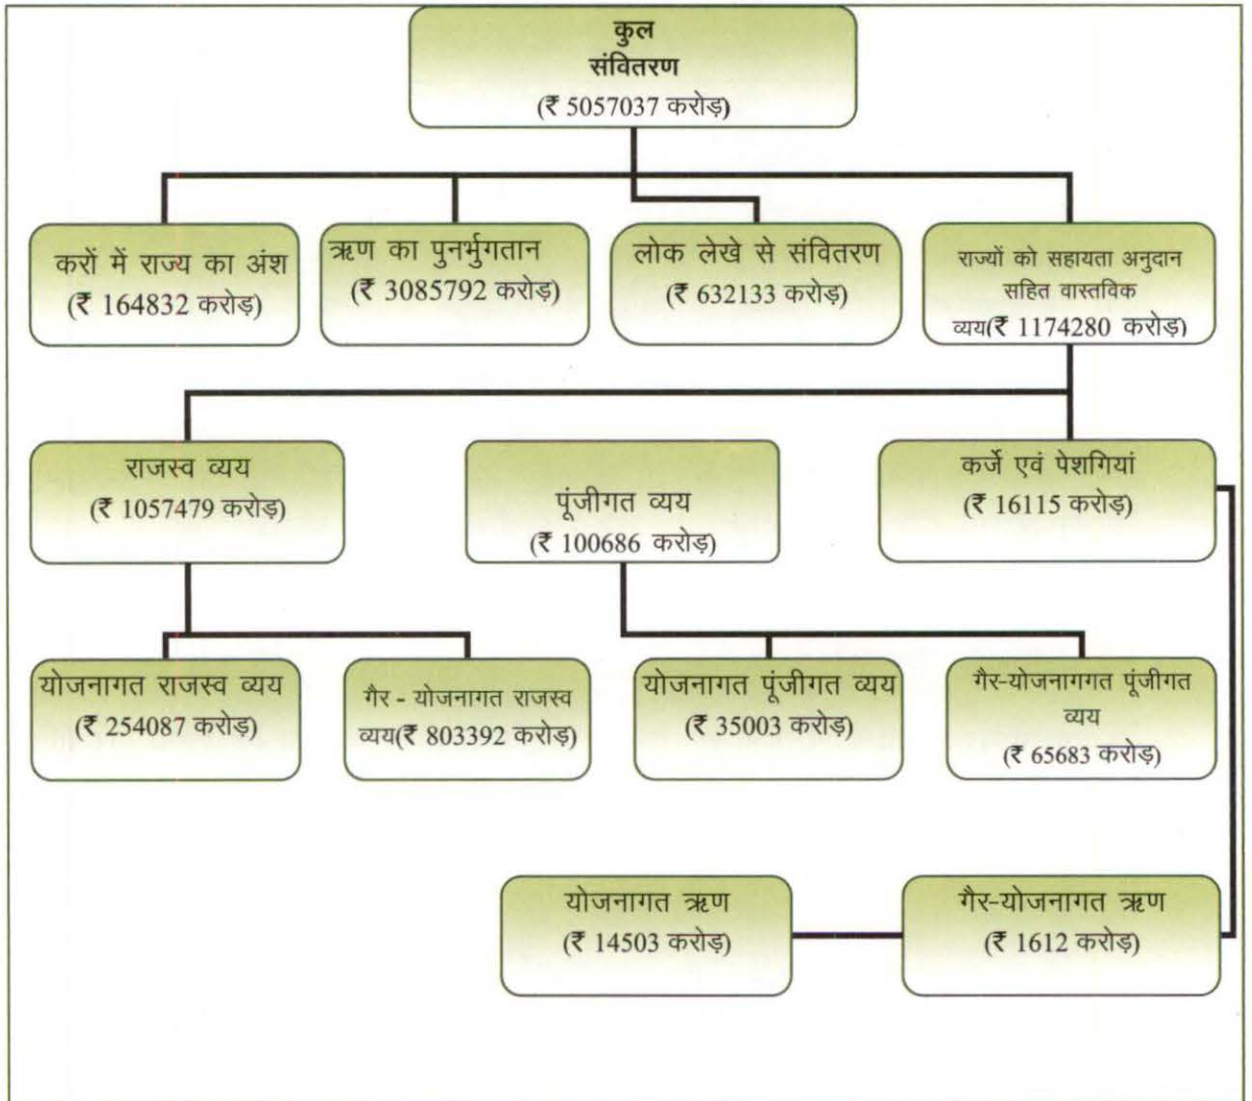 कुल
संवितरण
(₹ 5057037 करोड़)
करों में राज्य का अंश
(₹ 164832 करोड़)
ऋण का पुनर्भुगतान
(₹ 3085792 करोड़)
लोक लेखे से संवितरण
(₹ 632133 करोड़)
राज्यों को सहायता अनुदान
सहित वास्तविक
व्यय(₹ 1174280 करोड़)
राजस्व व्यय
(₹ 1057479 करोड़)
पूंजीगत व्यय
(₹ 100686 करोड़)
कर्जे एवं पेशगियां
(₹ 16115 करोड़)
योजनागत राजस्व व्यय
(₹ 254087 करोड़)
गैर - योजनागत राजस्व
व्यय(₹ 803392 करोड़)
योजनागत पूंजीगत व्यय
(₹ 35003 करोड़)
गैर-योजनागगत पूंजीगत
व्यय
(₹ 65683 करोड़)
योजनागत ऋण
(₹ 14503 करोड़)
गैर-योजनागत ऋण
(₹ 1612 करोड़)